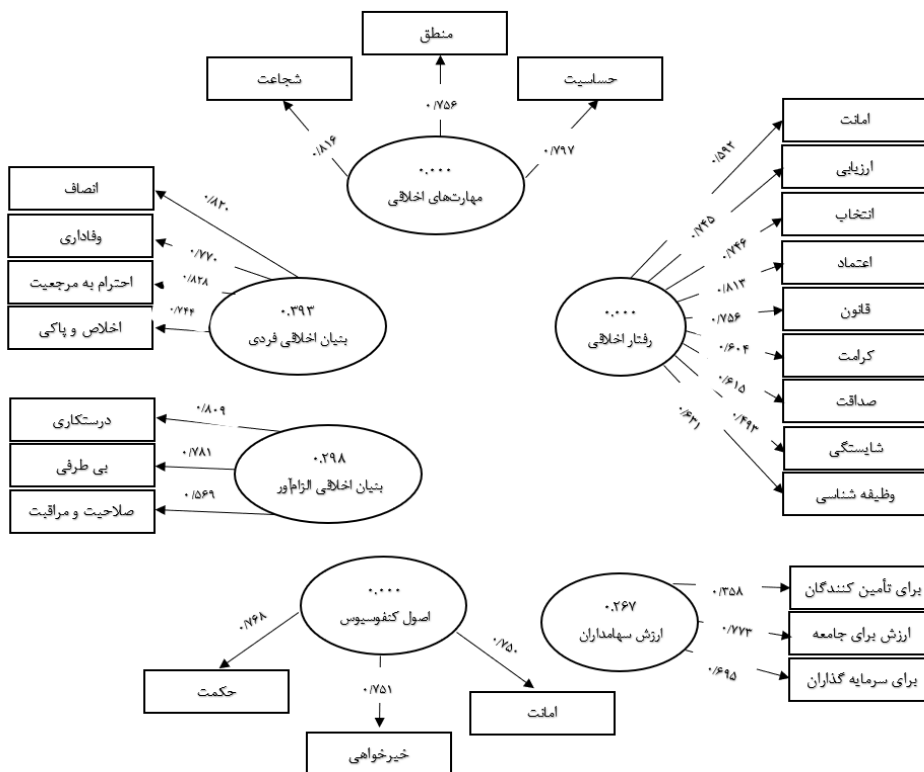 منطق
شجاعت
حساسیت
۰/۸۱۶
۰/۷۵۶
۰/۷۹۷
۰.۰۰۰
مهارت‌های اخلاقی
امانت
ارزیابی
انتخاب
اعتماد
قانون
کرامت
صداقت
شایستگی
وظیفه شناسی
۰/۵۹۲
۰/۷۴۵
۰/۷۴۶
۰/۸۱۳
۰/۷۵۶
۰/۶۰۴
۰/۶۱۵
۰/۴۹۳
۰/۶۳۱
۰.۰۰۰
رفتار اخلاقی
انصاف
وفاداری
احترام به مرجعیت
اخلاص و پاکی
۰/۸۲۰
۰/۷۷۰
۰/۸۲۸
۰/۷۴۴
۰.۳۹۳
بنیان اخلاقی فردی
درستکاری
بی طرفی
صلاحیت و مراقبت
۰/۸۰۹
۰/۷۸۱
۰/۵۶۹
۰.۲۹۸
بنیان اخلاقی الزام‌آور
۰.۰۰۰
اصول کنفوسیوس
۰/۷۶۸
۰/۷۵۱
۰/۷۵۰
حکمت
خیرخواهی
امانت
برای تأمین کنندگان
ارزش برای جامعه
برای سرمایه گذاران
۰/۳۵۸
۰/۷۷۳
۰/۶۹۵
۰.۲۶۷
ارزش سهامداران